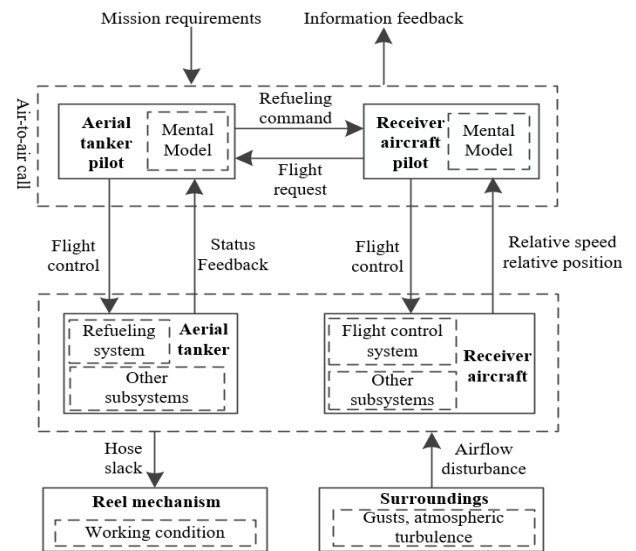 Mission requirements
Information feedback
Air-to-air call
Aerial
tanker
pilot
Mental
Model
Refueling
command
Flight
request
Receiver
aircraft
pilot
Mental
Model
Flight
control
Status
Feedback
Flight
control
Relative speed
relative position
Refueling
system
Aerial
tanker
Other
subsystems
Flight control
system
Other
subsystems
Receiver
aircraft
Hose
slack
Airflow
disturbance
Reel mechanism
Working condition
Surroundings
Gusts, atmospheric
turbulence